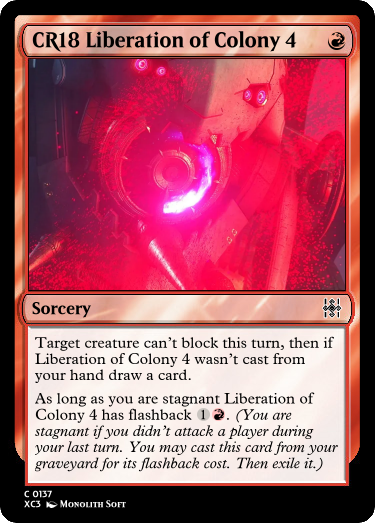 CR18 Liberation of Colony 4
Sorcery
Target creature can't block this turn, then if
Liberation of Colony 4 wasn't cast from
your hand draw a card.
As long as you are stagnant Liberation of
Colony 4 has flashback 1R. (You are
stagnant if you didn't attack a player during
your last turn. You may cast this card from your
graveyard for its flashback cost. Then exile it.)
C 0137
XC3 Monolith Soft